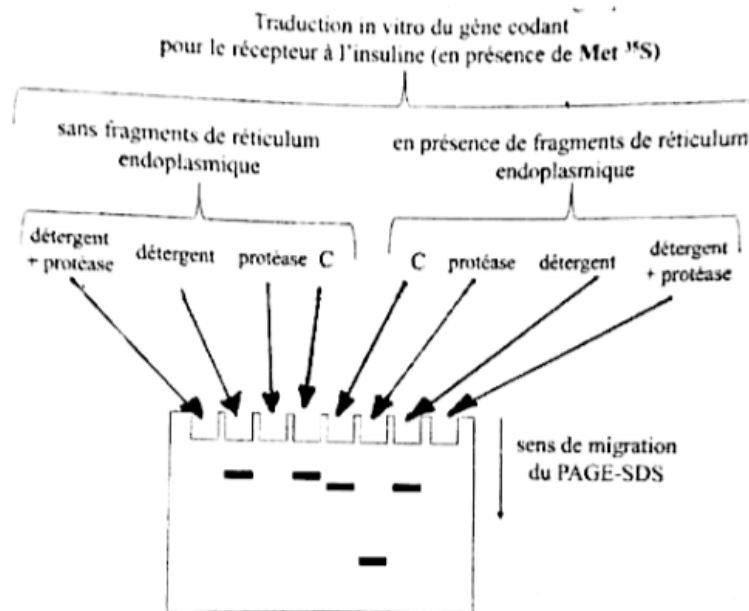 Traduction in vitro du gène codant
pour le récepteur à l'insuline (en présence de Met ³⁵S)
sans fragments de réticulum
endoplasmique
en présence de fragments de réticulum
endoplasmique
détergent
+ protéase
détergent
protéase
C
C
protéase
détergent
détergent
+ protéase
sens de migration
du PAGE-SDS